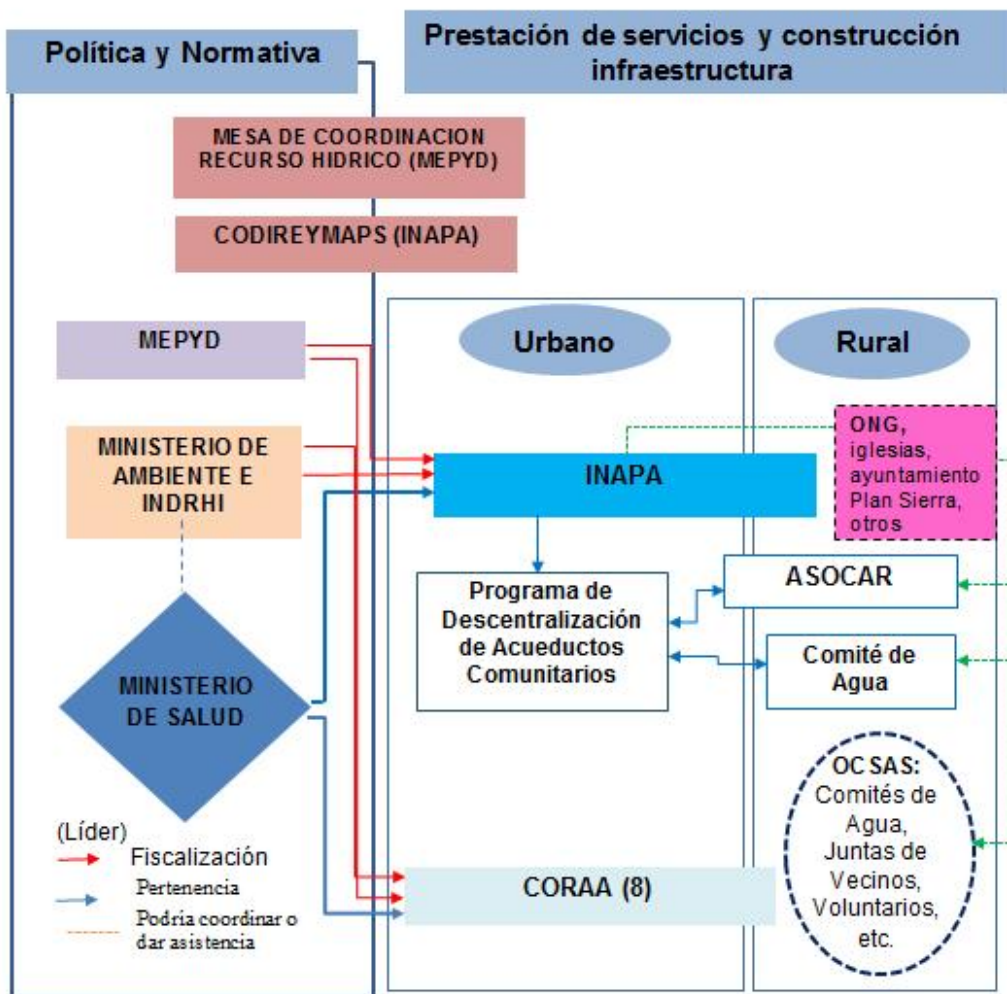 Política y Normativa
Prestación de servicios y construcción
infraestructura
MESA DE COORDINACION
RECURSO HIDRICO (MEPYD)
CODIREYMAPS (INAPA)
MEPYD
MINISTERIO DE
AMBIENTE E
INDRHI
MINISTERIO
DE SALUD
(Líder)
Fiscalización
Pertenencia
Podría coordinar o
dar asistencia
Urbano
Rural
ONG,
iglesias,
ayuntamiento
Plan Sierra,
otros
INAPA
Programa de
Descentralización
de Acueductos
Comunitarios
ASOCAR
Comité de
Agua
OCSAS:
Comités de
Agua,
Juntas de
Vecinos,
Voluntarios,
etc.
CORAA (8)